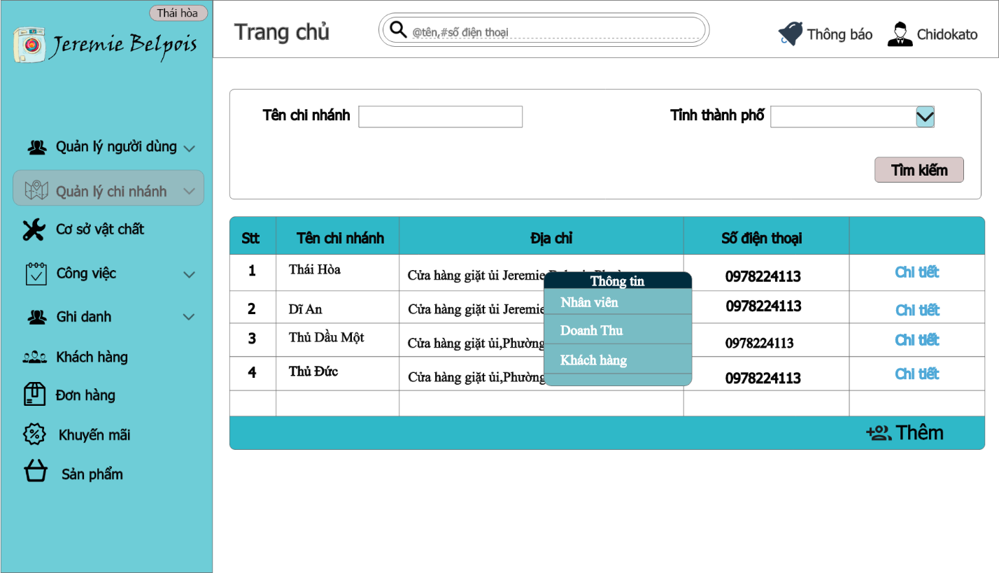 Thái hòa
Jeremie Belpois
Trang chủ
@tên,#số điện thoại
Thông báo
Chidokato
Quản lý người dùng
Quản lý chi nhánh
Cơ sở vật chất
Công việc
Ghi danh
Khách hàng
Đơn hàng
Khuyến mãi
Sản phẩm
Tên chi nhánh
Tỉnh thành phố
Tìm kiếm
Stt Tên chi nhánh Địa chỉ Số điện thoại
1 Thái Hòa Cửa hàng giặt ủi Jeremie 0978224113 Chi tiết
2 Dĩ An Cửa hàng giặt ủi Jeremie 0978224113 Chi tiết
3 Thủ Dầu Một Cửa hàng giặt ủi,Phường 0978224113 Chi tiết
4 Thủ Đức Cửa hàng giặt ủi,Phường 0978224113 Chi tiết
Thông tin
Nhân viên
Doanh Thu
Khách hàng
Thêm